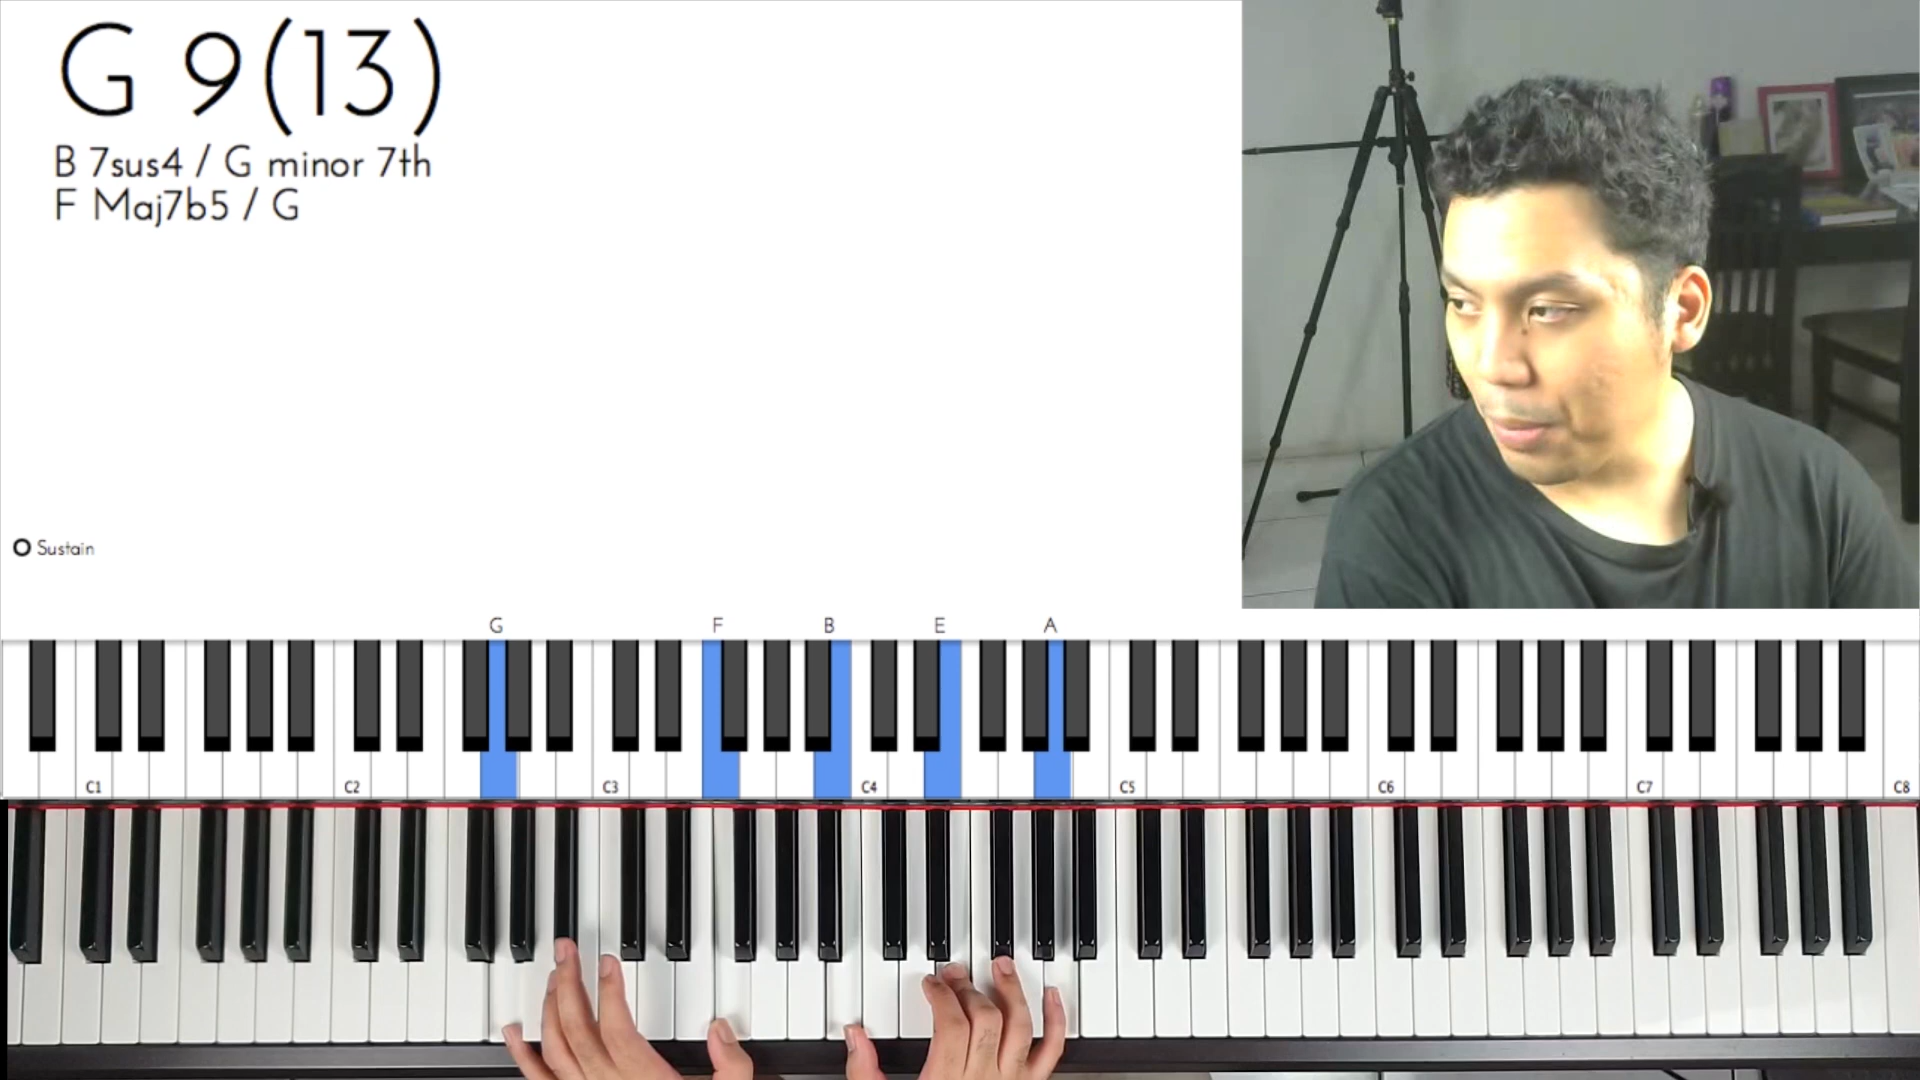 G 9(13)
B 7sus4 / G minor 7th
F Maj7b5 / G
Sustain
G F B E A
C1 C2 C3 C4 C5 C6 C7 C8